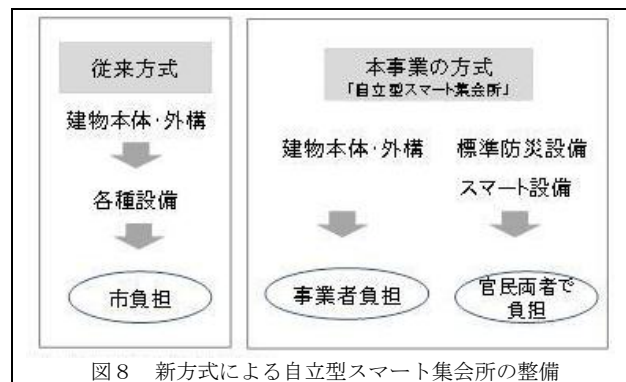 従来方式
建物本体・外構
各種設備
市負担
本事業の方式
「自立型スマート集会所」
建物本体・外構
標準防災設備
スマート設備
事業者負担
官民両者で
負担
図８　新方式による自立型スマート集会所の整備